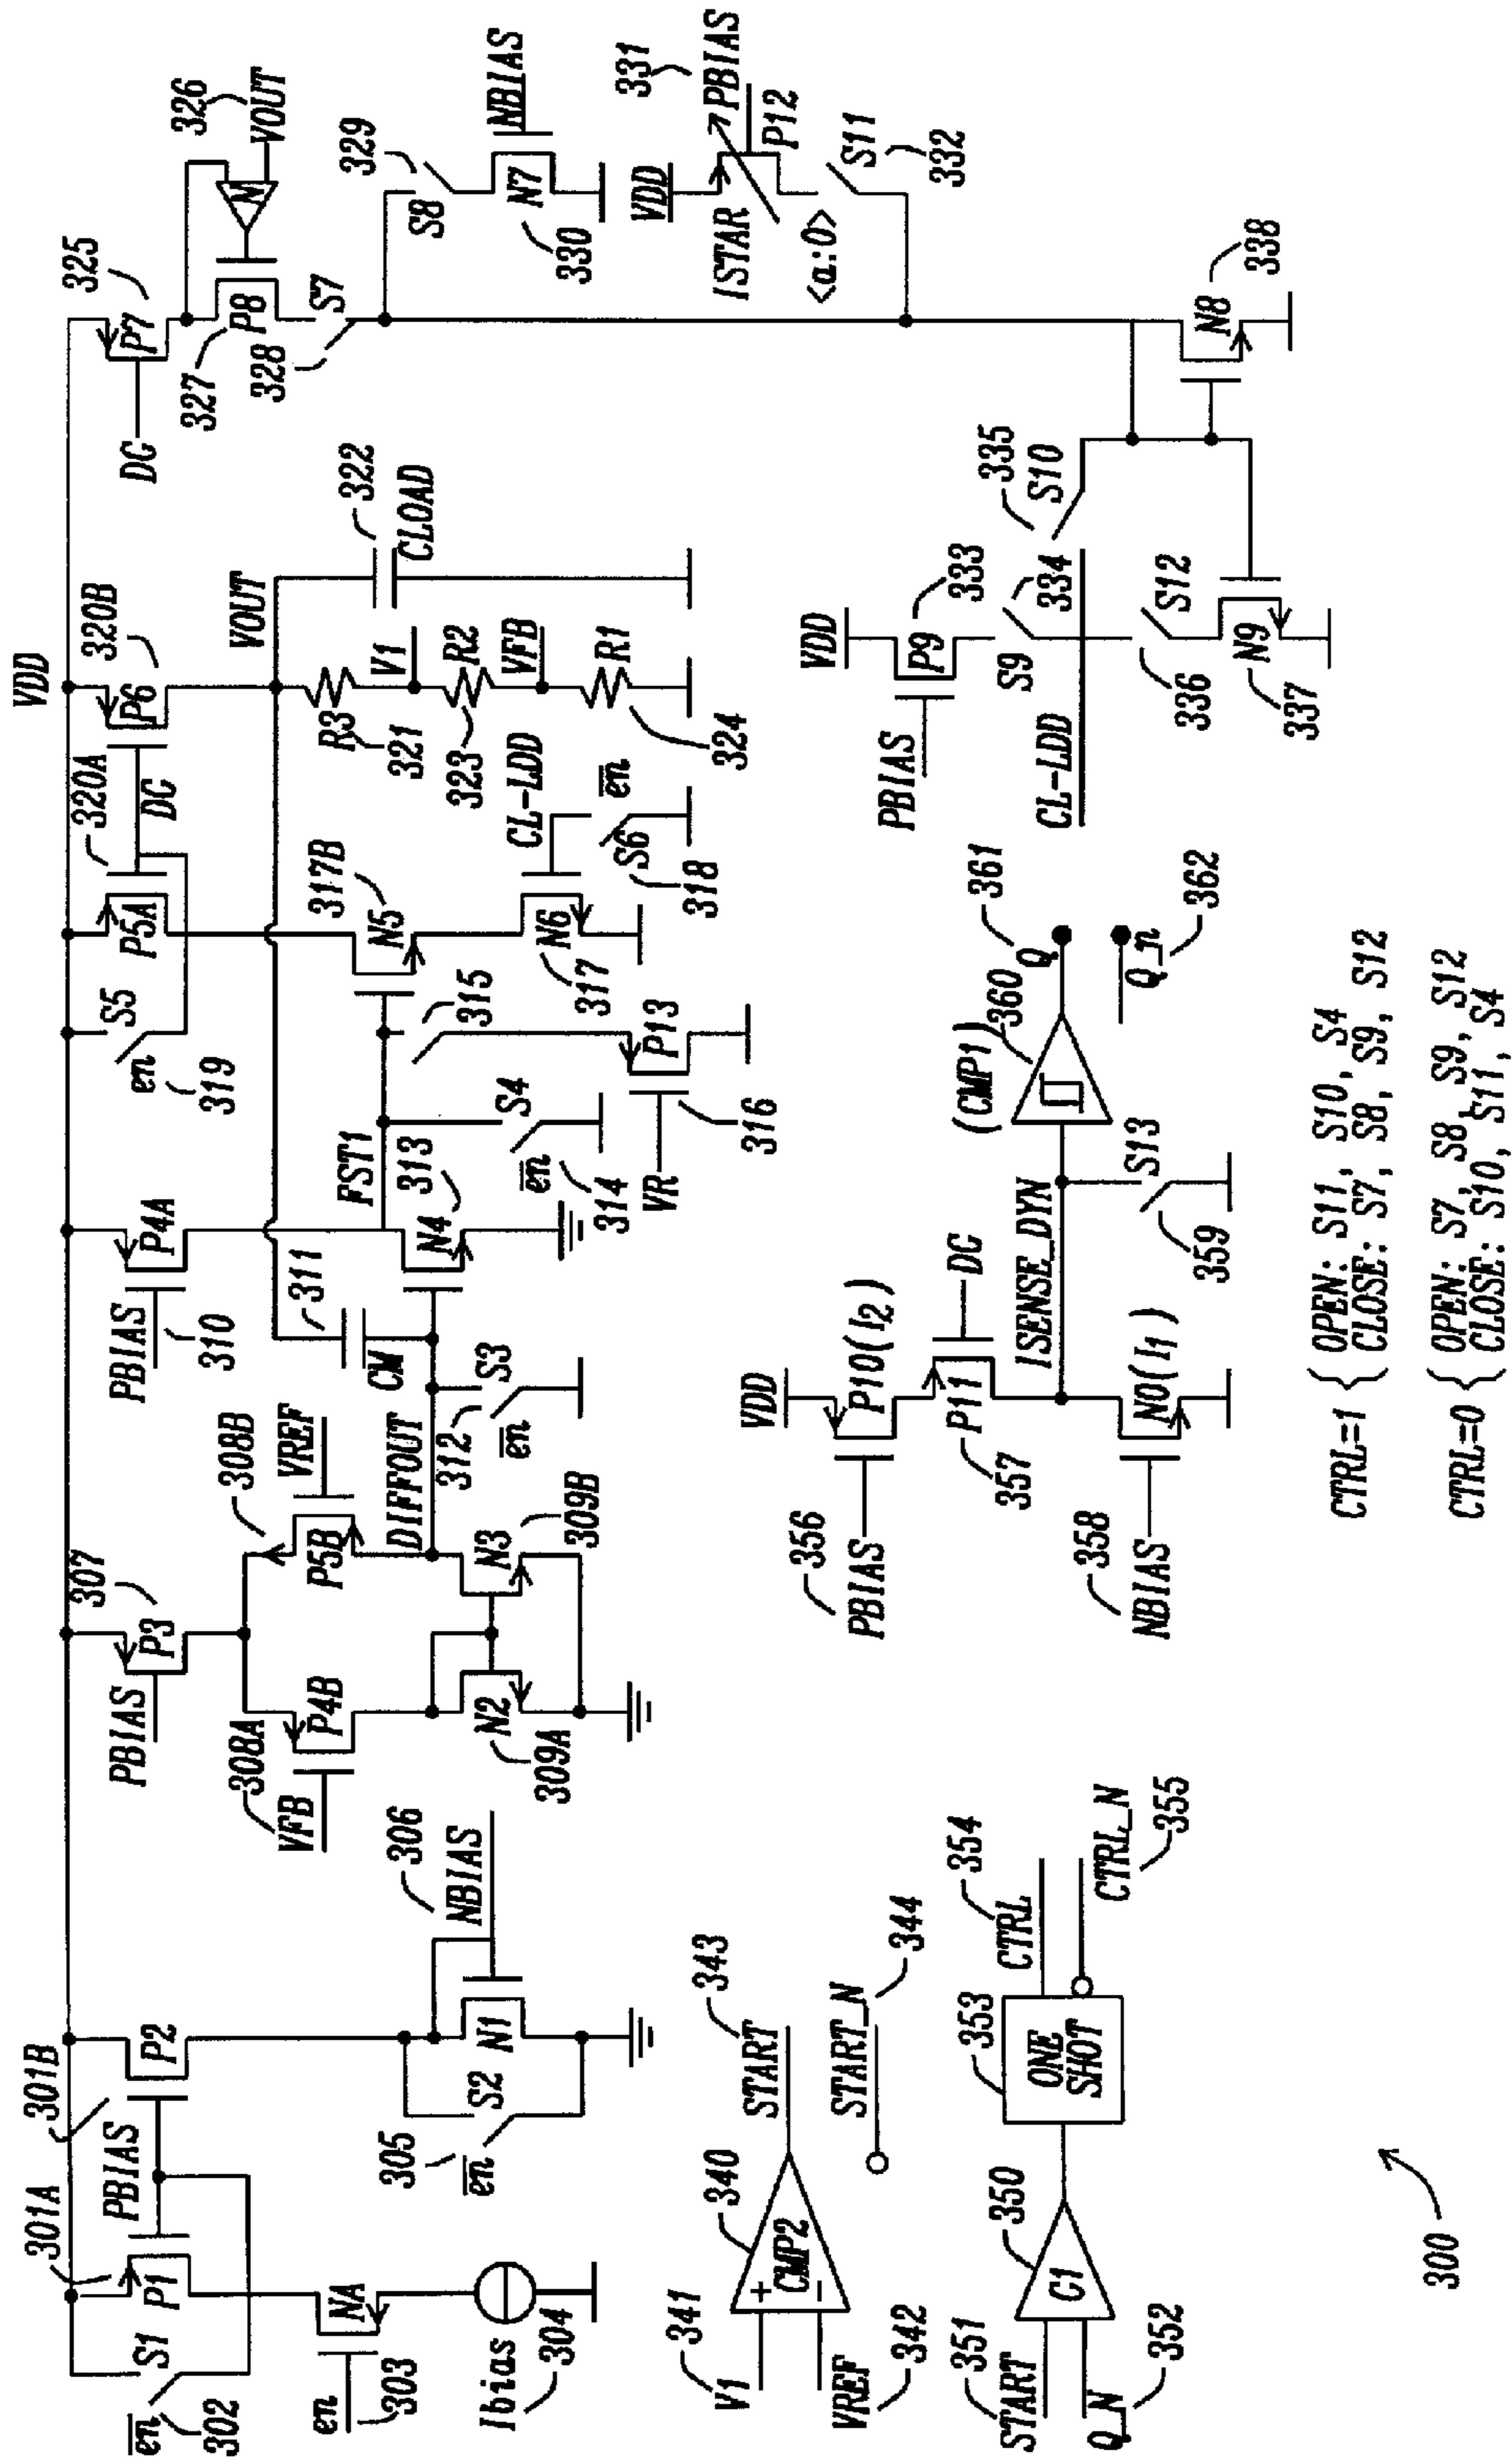 VDD
301A
P1
PBIAS
301B
P2
S1
en
302
en
303
NA
Ibias
304
305
en
S2
N1
NBIAS
306
307
PBIAS
P3
308A
VFB
P4B
308B
VREF
P5B
DIFFOUT
N2
309A
N3
309B
312
en
S3
CM
311
PBIAS
310
P4A
FST1
N4
313
S4
en
314
315
VR
316
P13
S5
en
319
320A
P5A
DG
317B
N5
N6
317
CL-LDD
en
S6
318
320B
P6
VOUT
R3
321
V1
R2
323
VFB
R1
324
322
CLOAD
DG
325
P7
326
VOUT
M
P8
327
S7
328
329
S8
NBIAS
N7
330
VDD
331
PBIAS
P12
ISTAR
<a:0>
S11
332
N8
338
335
S10
VDD
P9
333
PBIAS
S9
334
CL-LDD
S12
336
N9
337
341
V1
VREF
342
340
CMP2
+
-
343
START
START_N
344
351
START
Q_N
352
350
G1
353
ONE
SHOT
354
CTRL
CTRL_N
355
356
PBIAS
VDD
P10(I2)
P11
357
DG
ISENSE_DYN
358
NBIAS
N0(I1)
S13
359
(CMP1)
360
Q
361
Q_n
362
CTRL=1 { OPEN: S11, S10, S4
CLOSE: S7, S8, S9, S12
CTRL=0 { OPEN: S7, S8, S9, S12
CLOSE: S10, S11, S4
300